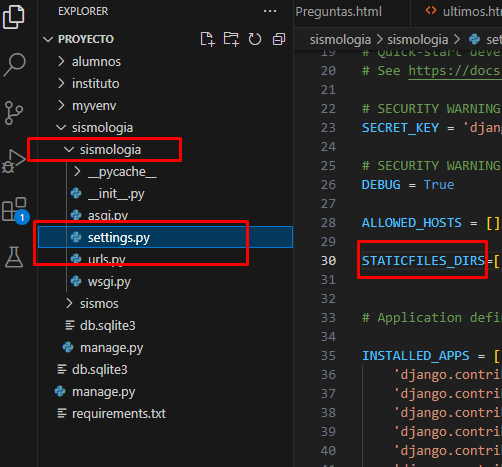 EXPLORER
PROYECTO
alumnos
instituto
myvenv
sismologia
sismologia
__pycache__
__init__.py
asgi.py
settings.py
urls.py
wsgi.py
sismos
db.sqlite3
manage.py
db.sqlite3
manage.py
requirements.txt
1
Preguntas.html <> ultimos.html
sismologia > sismologia > set
19 # Quick-start deve
20 # See https://docs
21
22 # SECURITY WARNING
23 SECRET_KEY = 'djan
24
25 # SECURITY WARNING
26 DEBUG = True
27
28 ALLOWED_HOSTS = []
29
30 STATICFILES_DIRS=[
31
32
33 # Application defi
34
35 INSTALLED_APPS = [
36 'django.contri
37 'django.contri
38 'django.contri
39 'django.contri
40 'django.contri
41 'django.contri